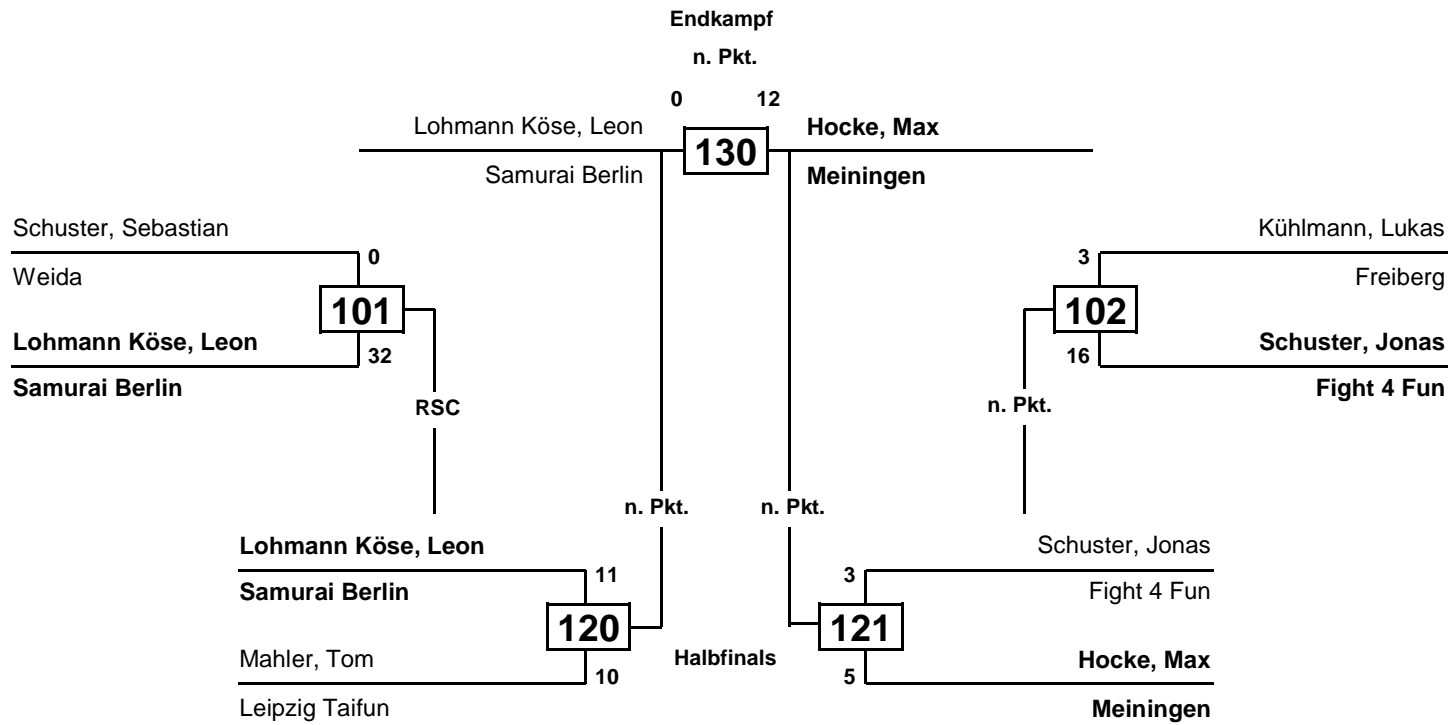 Endkampf
n. Pkt.
0 12
Lohmann Köse, Leon 130 Hocke, Max
Samurai Berlin Meiningen
Schuster, Sebastian Kühlmann, Lukas
0 3
Weida Freiberg
101 102
Lohmann Köse, Leon Schuster, Jonas
32 16
Samurai Berlin Fight 4 Fun
RSC n. Pkt.
n. Pkt. n. Pkt.
Lohmann Köse, Leon Schuster, Jonas
11 3
Samurai Berlin Fight 4 Fun
120 121
Mahler, Tom Halbfinals Hocke, Max
10 5
Leipzig Taifun Meiningen